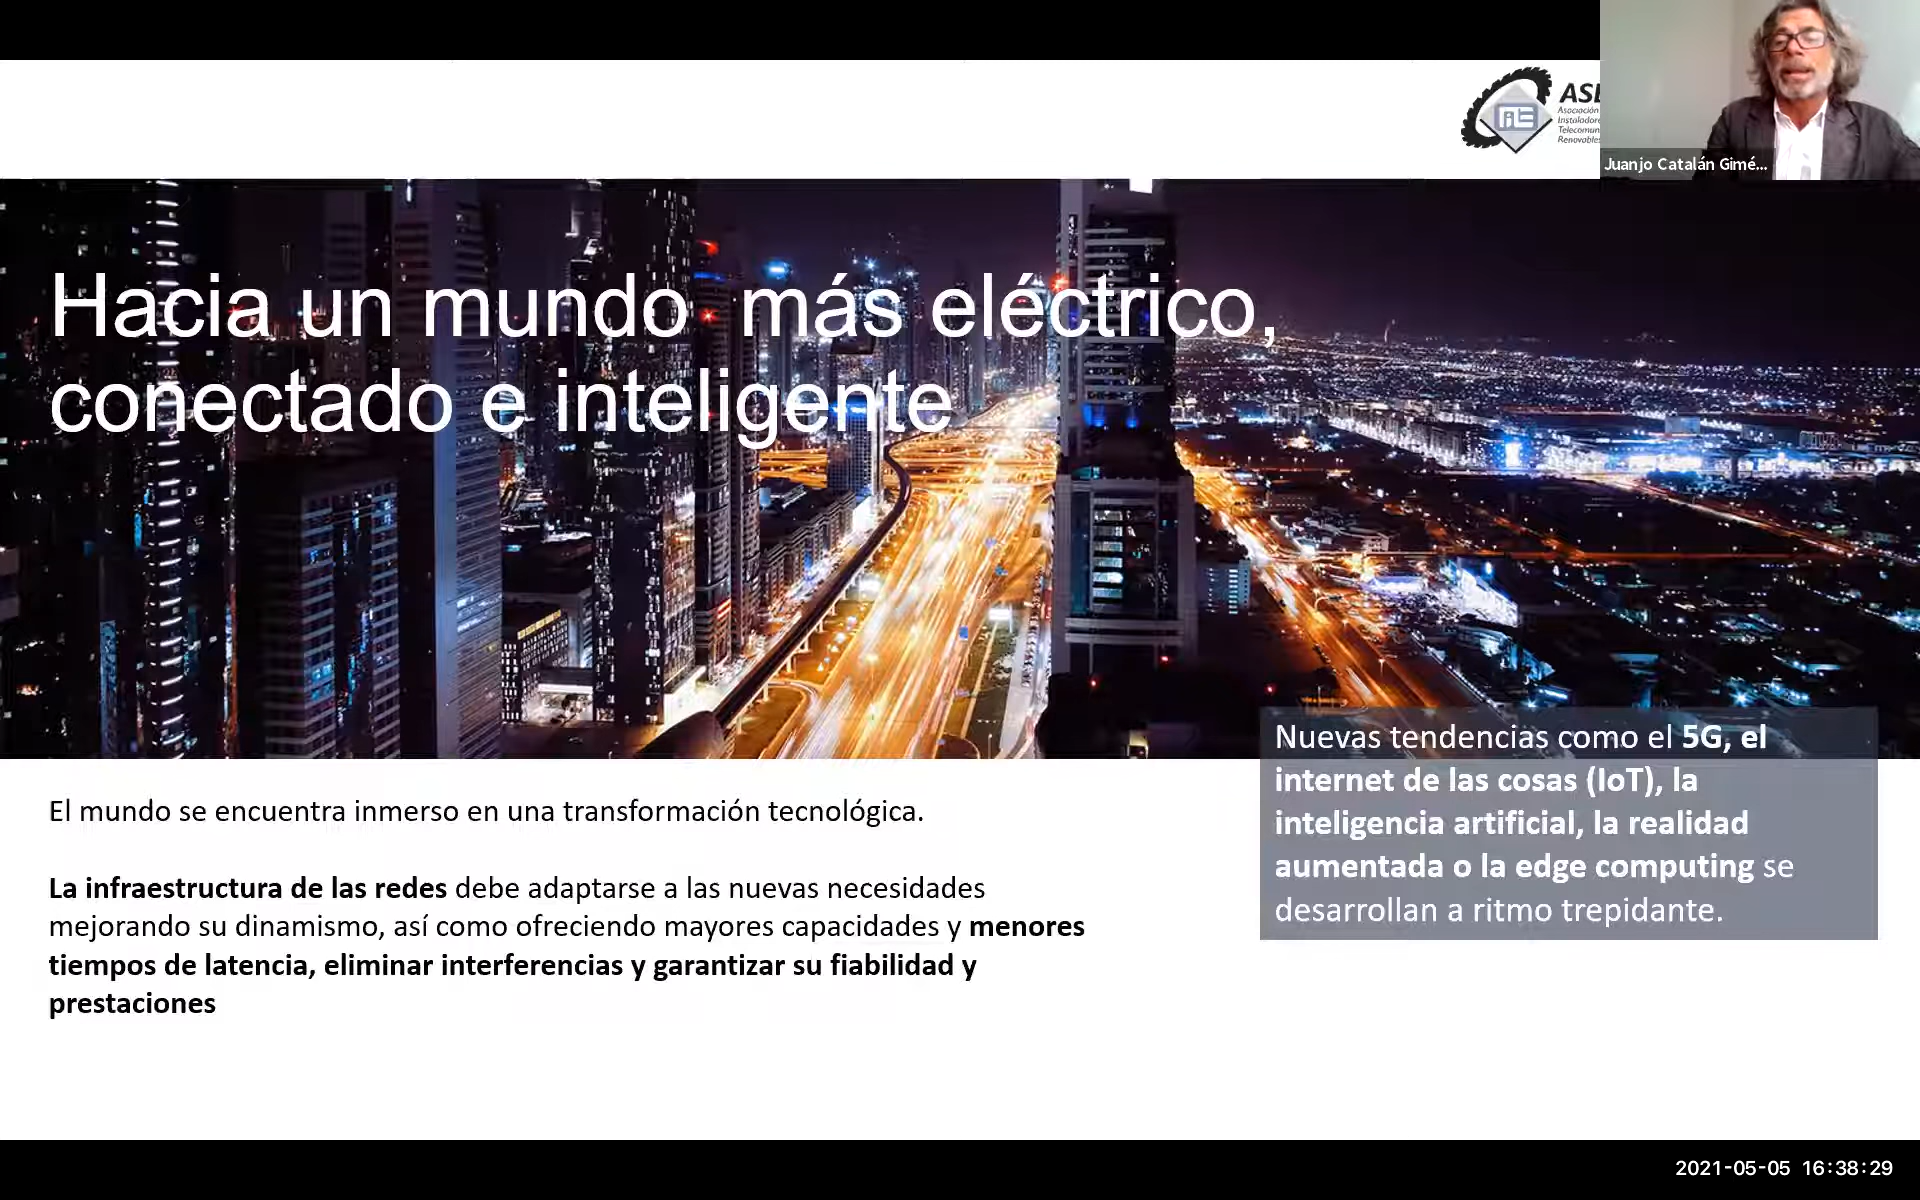 Asociación
Renovables
Juanjo Catalán Gimé...
Hacia un mundo más eléctrico,
conectado e inteligente
Nuevas tendencias como el 5G, el
internet de las cosas (IoT), la
inteligencia artificial, la realidad
aumentada o la edge computing se
desarrollan a ritmo trepidante.
El mundo se encuentra inmerso en una transformación tecnológica.
La infraestructura de las redes debe adaptarse a las nuevas necesidades
mejorando su dinamismo, así como ofreciendo mayores capacidades y menores
tiempos de latencia, eliminar interferencias y garantizar su fiabilidad y
prestaciones
2021-05-05 16:38:29